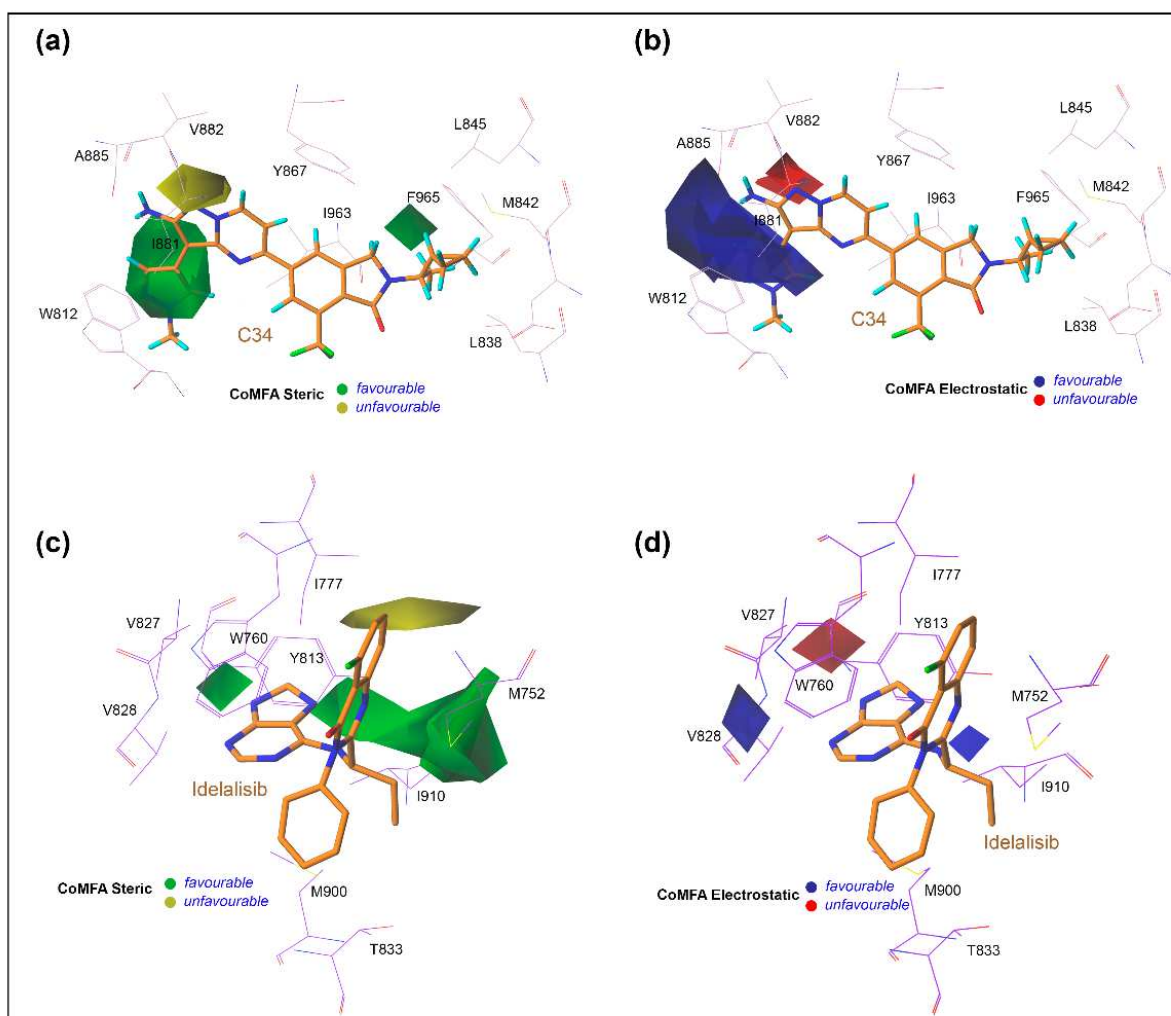 (a)
V882
A885
Y867
L845
I881
I963
F965
M842
W812
C34
L838
CoMFA Steric favourable
unfavourable
(b)
V882
A885
Y867
L845
I881
I963
F965
M842
W812
C34
L838
CoMFA Electrostatic favourable
unfavourable
(c)
I777
V827
W760
Y813
M752
V828
Idelalisib
I910
CoMFA Steric favourable
unfavourable
M900
T833
(d)
I777
V827
Y813
W760
M752
V828
I910
Idelalisib
CoMFA Electrostatic favourable
unfavourable
M900
T833